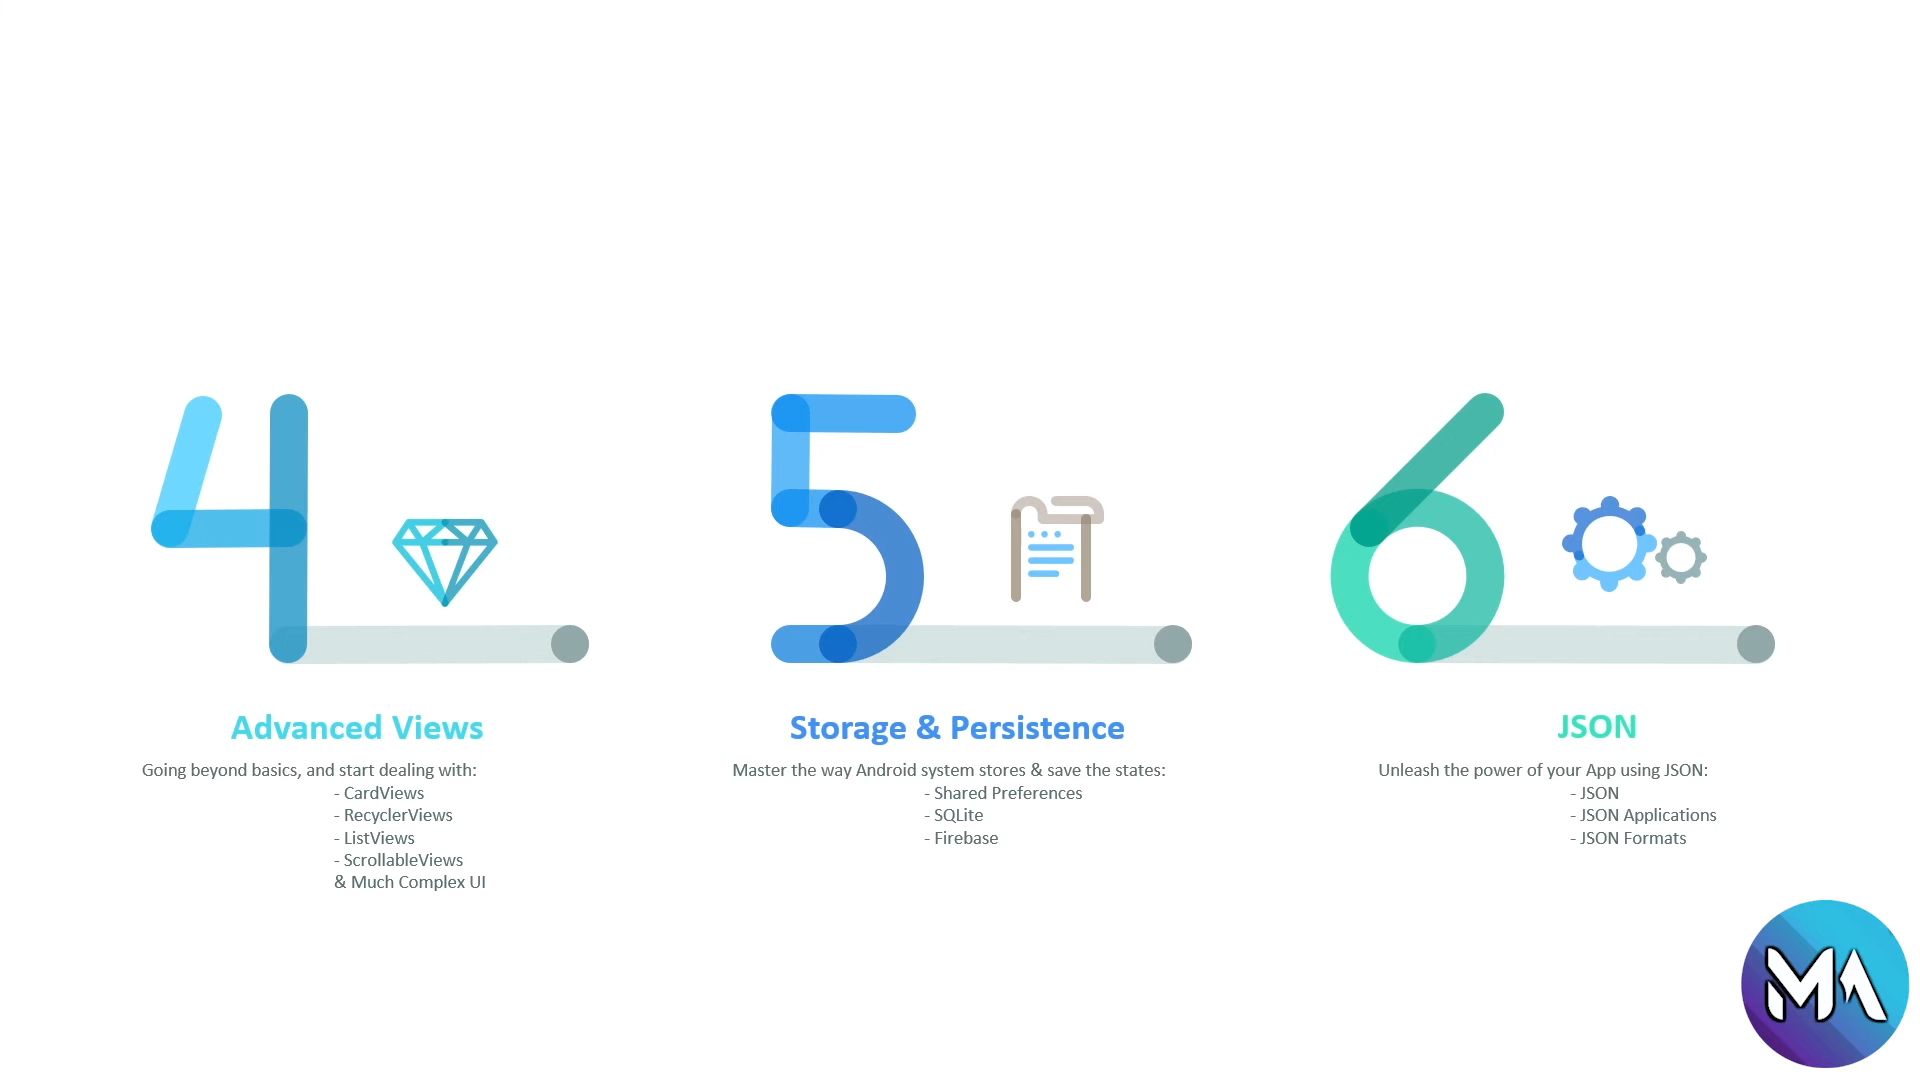 4
5
6
Advanced Views
Going beyond basics, and start dealing with:
- CardViews
- RecyclerViews
- ListViews
- ScrollableViews
& Much Complex UI
Storage & Persistence
Master the way Android system stores & save the states:
- Shared Preferences
- SQLite
- Firebase
JSON
Unleash the power of your App using JSON:
- JSON
- JSON Applications
- JSON Formats
MA